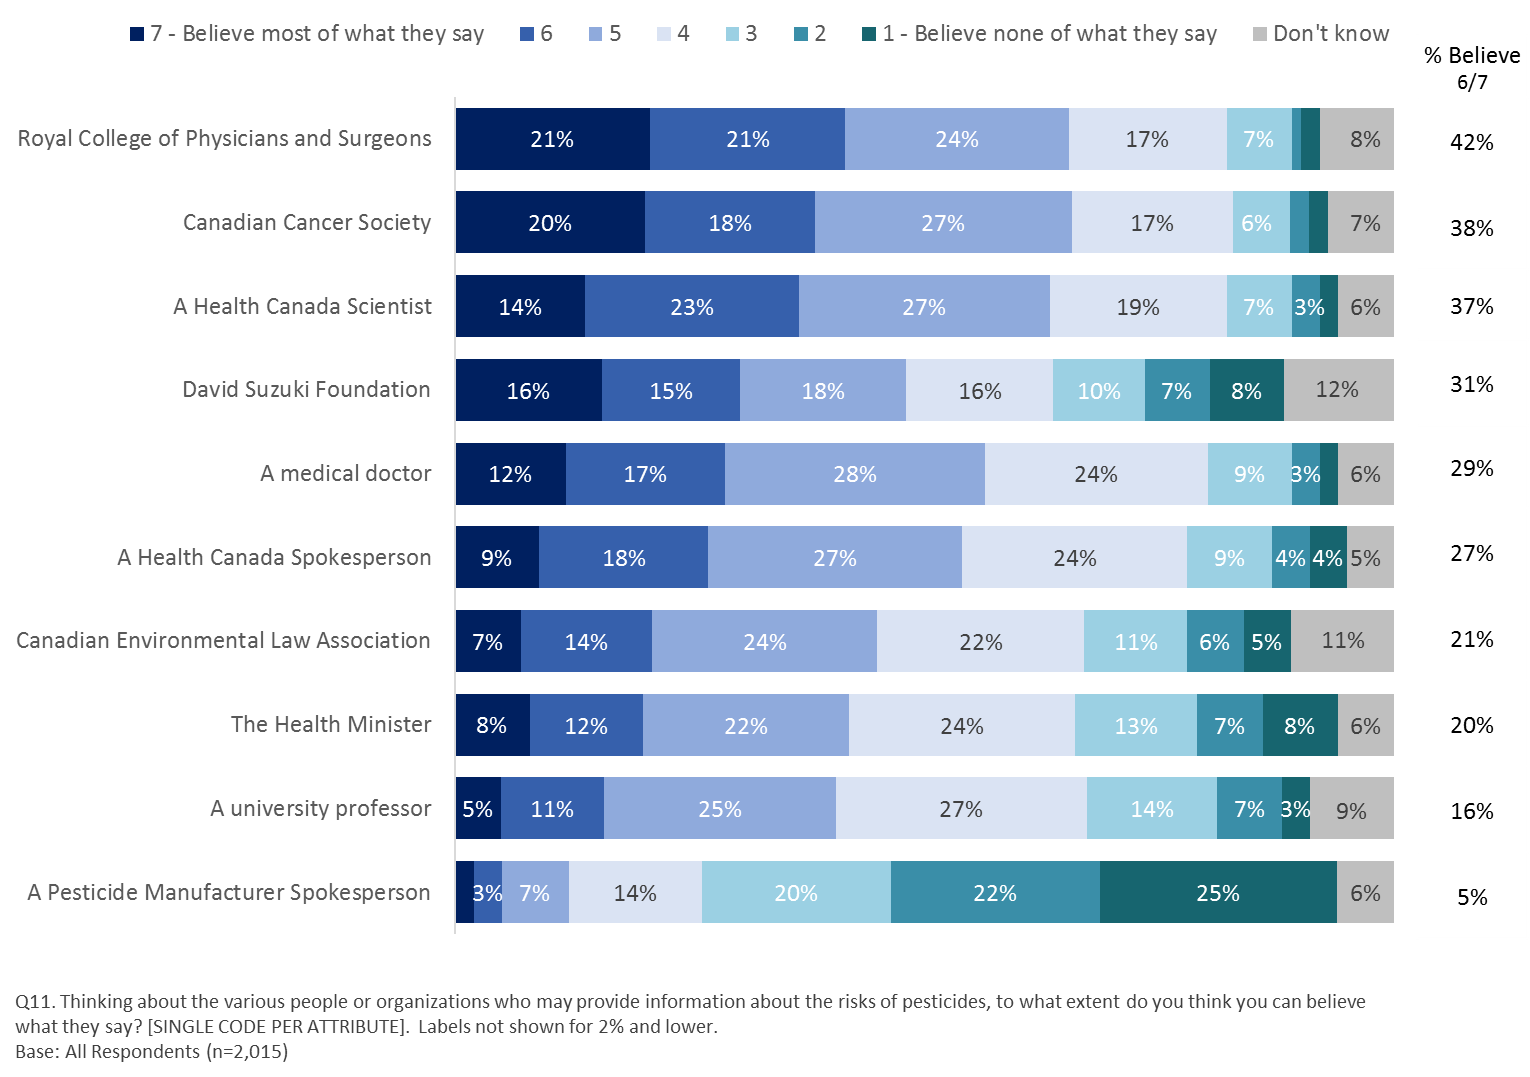 7 - Believe most of what they say 6 5 4 3 2 1 - Believe none of what they say Don't know
% Believe
6/7
Royal College of Physicians and Surgeons 21% 21% 24% 17% 7% 8% 42%
Canadian Cancer Society 20% 18% 27% 17% 6% 7% 38%
A Health Canada Scientist 14% 23% 27% 19% 7% 3% 6% 37%
David Suzuki Foundation 16% 15% 18% 16% 10% 7% 8% 12% 31%
A medical doctor 12% 17% 28% 24% 9% 3% 6% 29%
A Health Canada Spokesperson 9% 18% 27% 24% 9% 4% 4% 5% 27%
Canadian Environmental Law Association 7% 14% 24% 22% 11% 6% 5% 11% 21%
The Health Minister 8% 12% 22% 24% 13% 7% 8% 6% 20%
A university professor 5% 11% 25% 27% 14% 7% 3% 9% 16%
A Pesticide Manufacturer Spokesperson 3% 7% 14% 20% 22% 25% 6% 5%
Q11. Thinking about the various people or organizations who may provide information about the risks of pesticides, to what extent do you think you can believe
what they say? [SINGLE CODE PER ATTRIBUTE]. Labels not shown for 2% and lower.
Base: All Respondents (n=2,015)